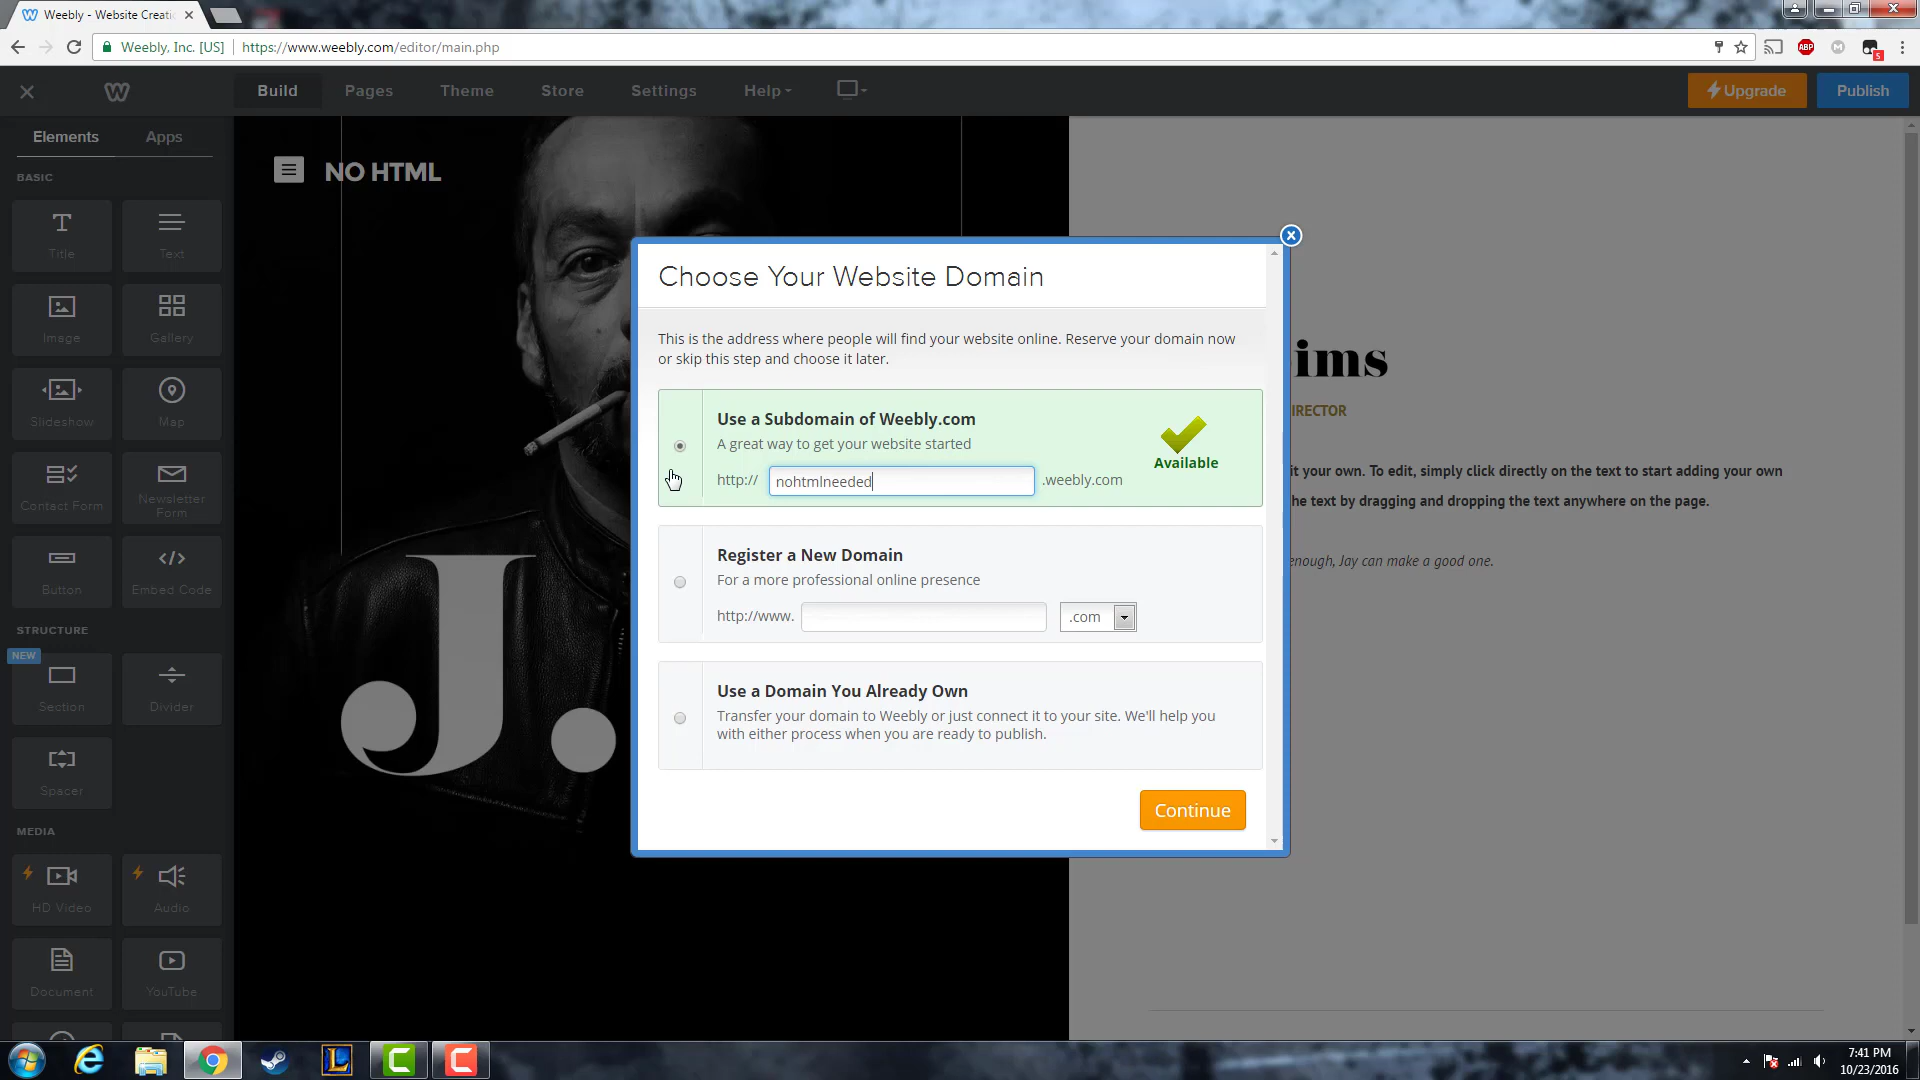 Weebly - Website Creati
Weebly, Inc. [US]
https://www.weebly.com/editor/main.php
ABP
5
Build
Pages
Theme
Store
Settings
Help
Upgrade
Publish
Elements
Apps
BASIC
Title
Text
Image
Gallery
Slideshow
Map
Contact Form
Newsletter
Form
Button
Embed Code
STRUCTURE
NEW
Section
Divider
Spacer
MEDIA
HD Video
Audio
Document
YouTube
NO HTML
J.
ims
IRECTOR
it your own. To edit, simply click directly on the text to start adding your own
the text by dragging and dropping the text anywhere on the page.
enough, Jay can make a good one.
Choose Your Website Domain
This is the address where people will find your website online. Reserve your domain now
or skip this step and choose it later.
Use a Subdomain of Weebly.com
A great way to get your website started
http:// nohtmlneeded .weebly.com
Available
Register a New Domain
For a more professional online presence
http://www. .com
Use a Domain You Already Own
Transfer your domain to Weebly or just connect it to your site. We'll help you
with either process when you are ready to publish.
Continue
7:41 PM
10/23/2016